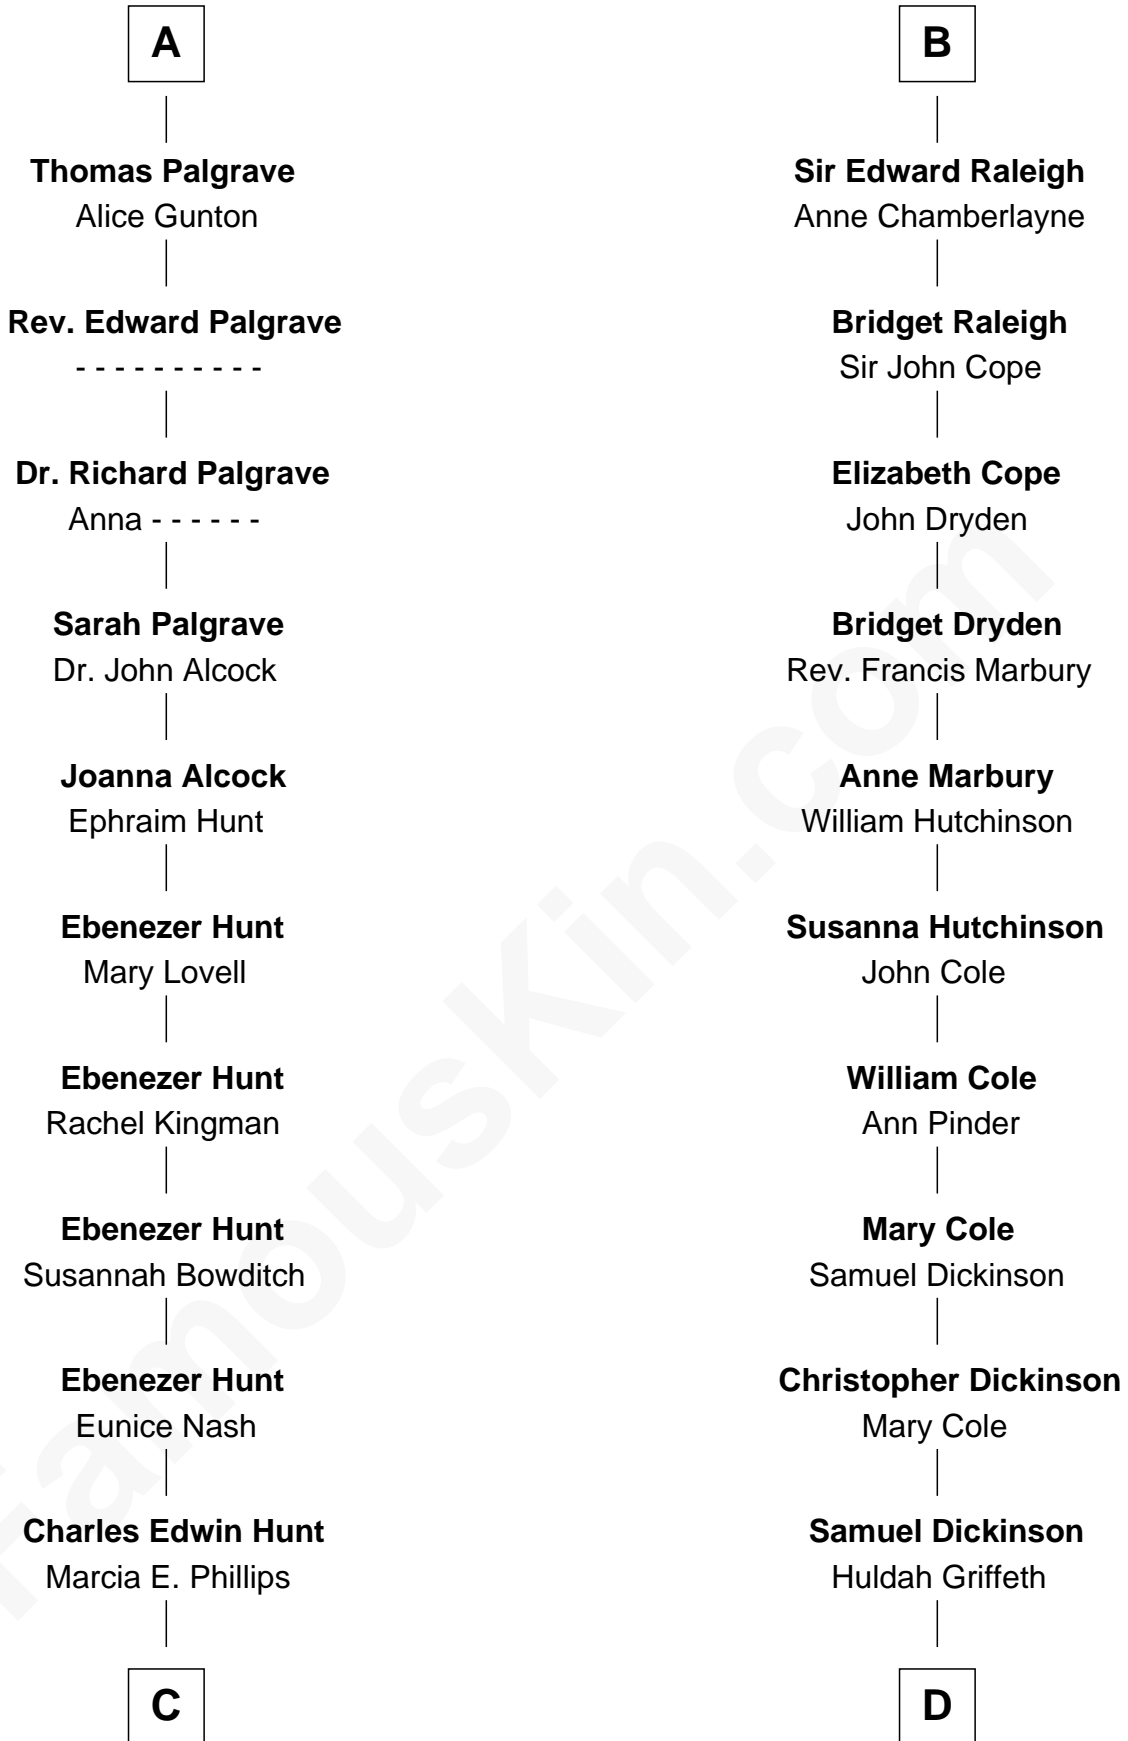 A
Thomas Palgrave
Alice Gunton
Rev. Edward Palgrave
- - - - - - - - - -
Dr. Richard Palgrave
Anna - - - - - -
Sarah Palgrave
Dr. John Alcock
Joanna Alcock
Ephraim Hunt
Ebenezer Hunt
Mary Lovell
Ebenezer Hunt
Rachel Kingman
Ebenezer Hunt
Susannah Bowditch
Ebenezer Hunt
Eunice Nash
Charles Edwin Hunt
Marcia E. Phillips
C
B
Sir Edward Raleigh
Anne Chamberlayne
Bridget Raleigh
Sir John Cope
Elizabeth Cope
John Dryden
Bridget Dryden
Rev. Francis Marbury
Anne Marbury
William Hutchinson
Susanna Hutchinson
John Cole
William Cole
Ann Pinder
Mary Cole
Samuel Dickinson
Christopher Dickinson
Mary Cole
Samuel Dickinson
Huldah Griffeth
D
FamousKin.com